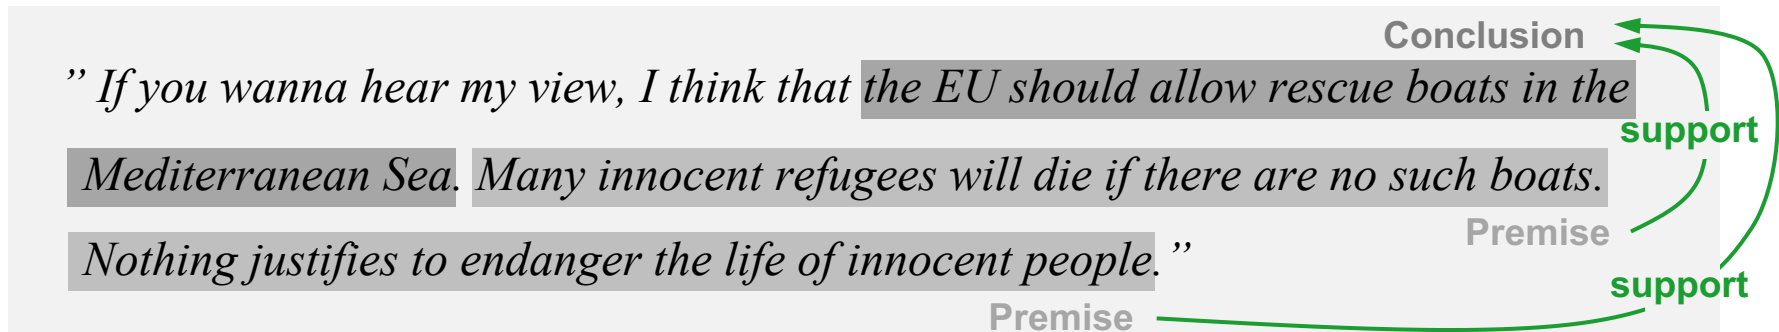 Conclusion
” If you wanna hear my view, I think that the EU should allow rescue boats in the
support
Mediterranean Sea. Many innocent refugees will die if there are no such boats.
Premise
Nothing justifies to endanger the life of innocent people.”
support
Premise